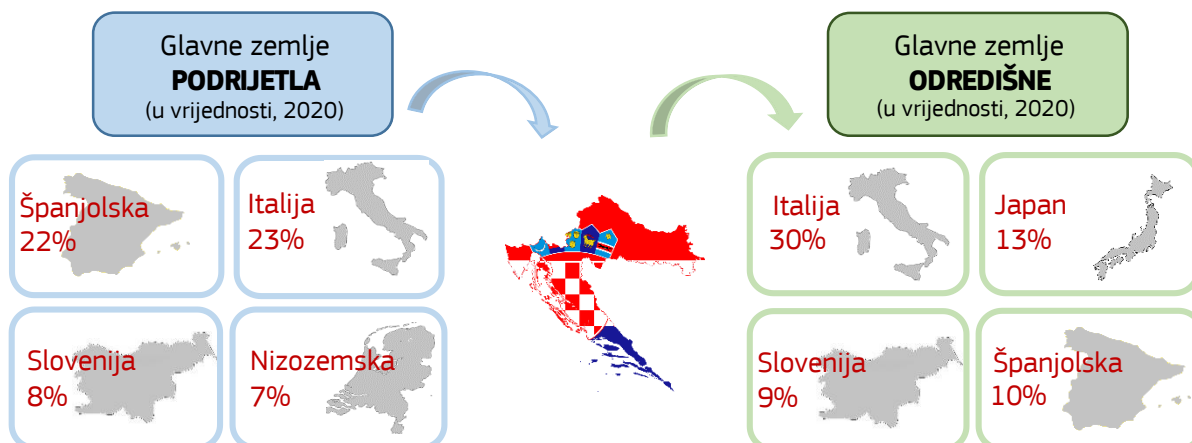 Glavne zemlje
PODRIJETLA
(u vrijednosti, 2020)
Glavne zemlje
ODREDIŠNE
(u vrijednosti, 2020)
Španjolska
22%
Italija
23%
Slovenija
8%
Nizozemska
7%
Italija
30%
Japan
13%
Slovenija
9%
Španjolska
10%